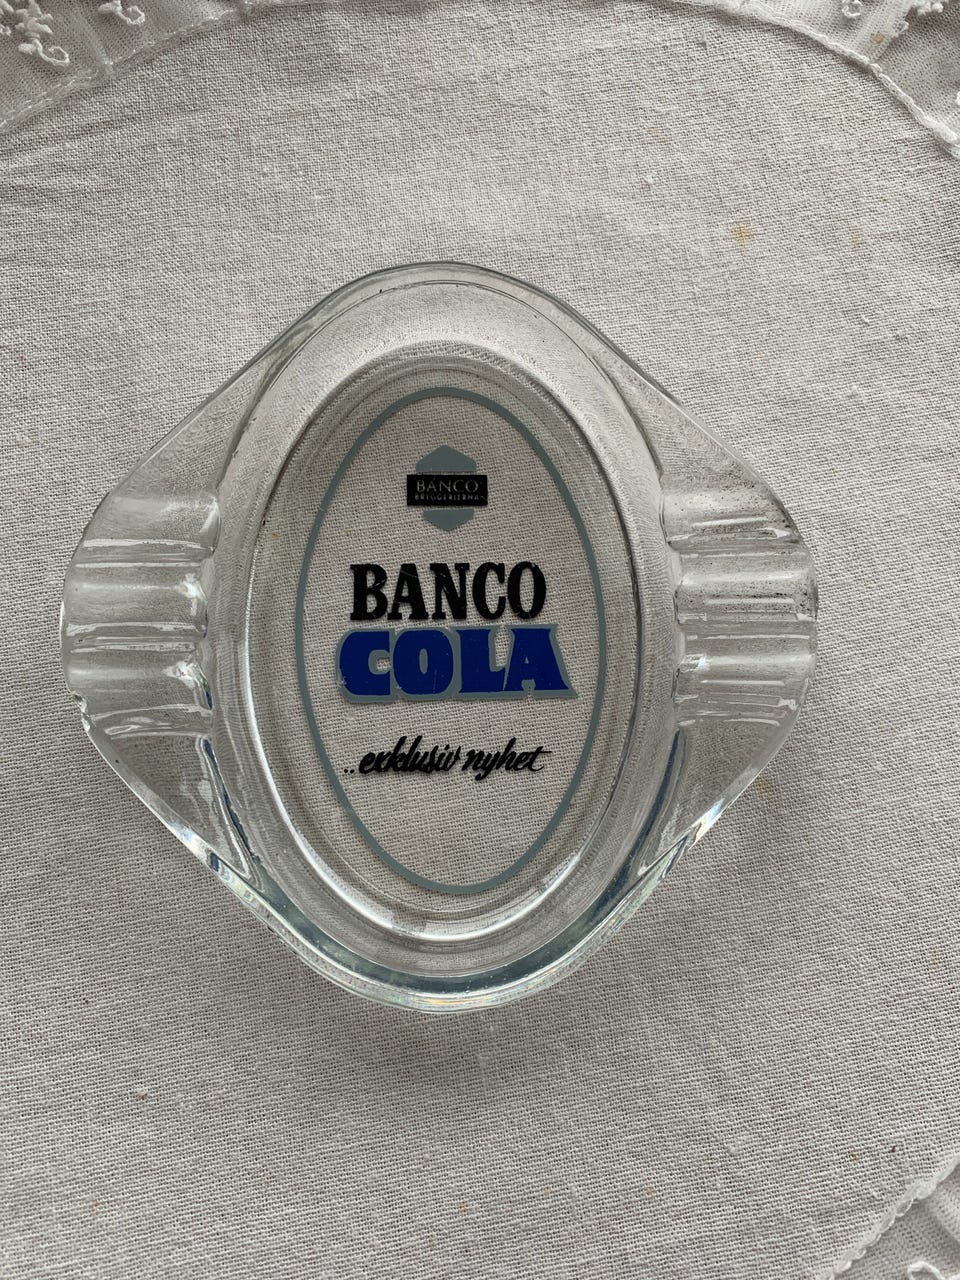 BANCO
BRYGGERIERNA
BANCO
COLA
..exklusiv nyhet